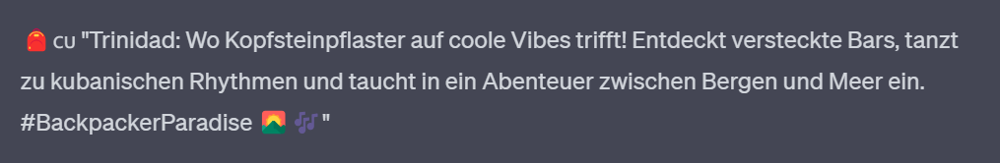 🎒 CU "Trinidad: Wo Kopfsteinpflaster auf coole Vibes trifft! Entdeckt versteckte Bars, tanzt
zu kubanischen Rhythmen und taucht in ein Abenteuer zwischen Bergen und Meer ein.
#BackpackerParadise 🌄 🎶"